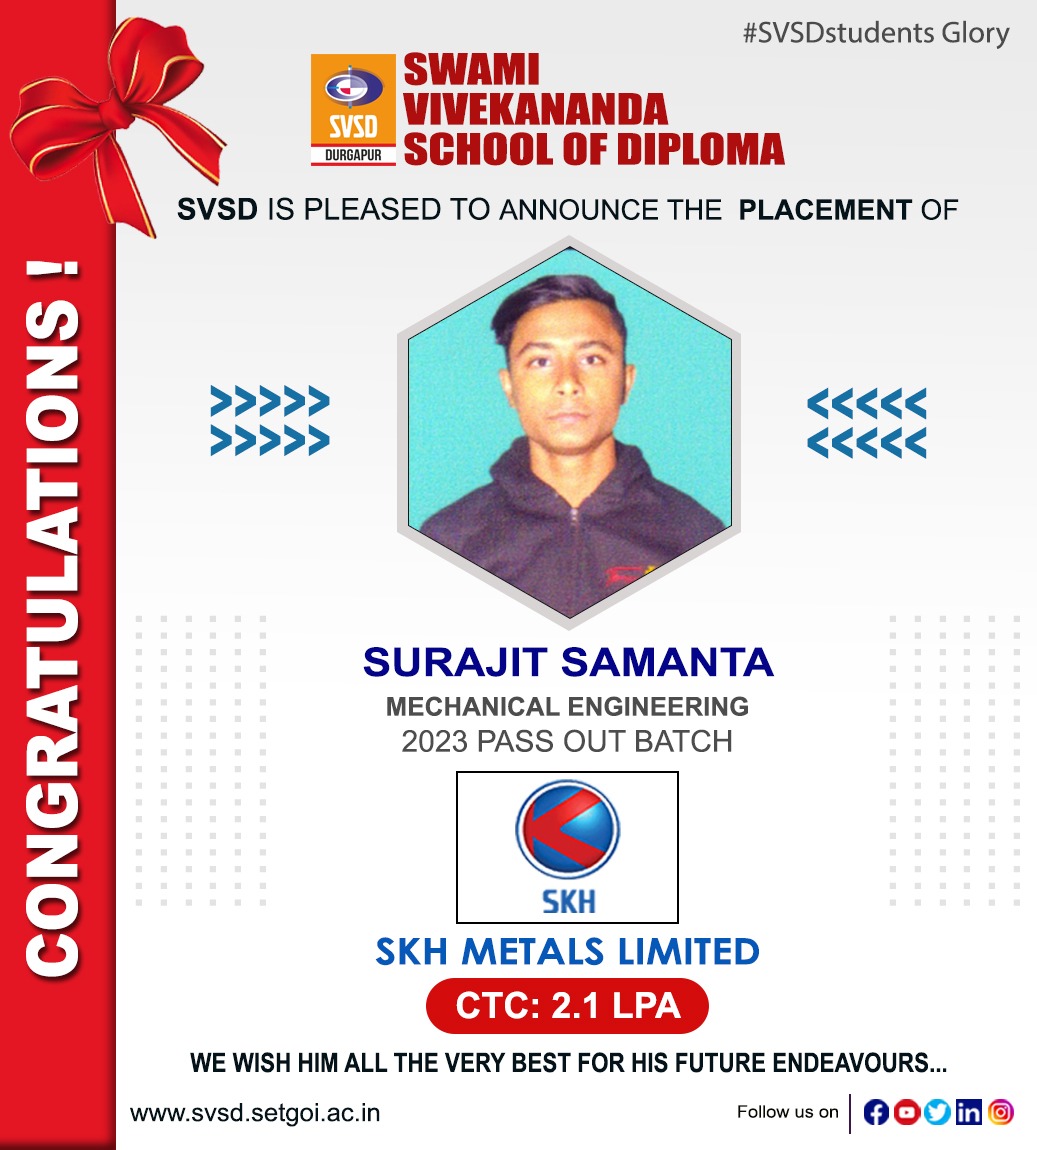 #SVSDstudents Glory
SVSD
DURGAPUR
SWAMI
VIVEKANANDA
SCHOOL OF DIPLOMA
SVSD IS PLEASED TO ANNOUNCE THE PLACEMENT OF
CONGRATULATIONS !
SURAJIT SAMANTA
MECHANICAL ENGINEERING
2023 PASS OUT BATCH
SKH
SKH METALS LIMITED
CTC: 2.1 LPA
WE WISH HIM ALL THE VERY BEST FOR HIS FUTURE ENDEAVOURS...
www.svsd.setgoi.ac.in
Follow us on